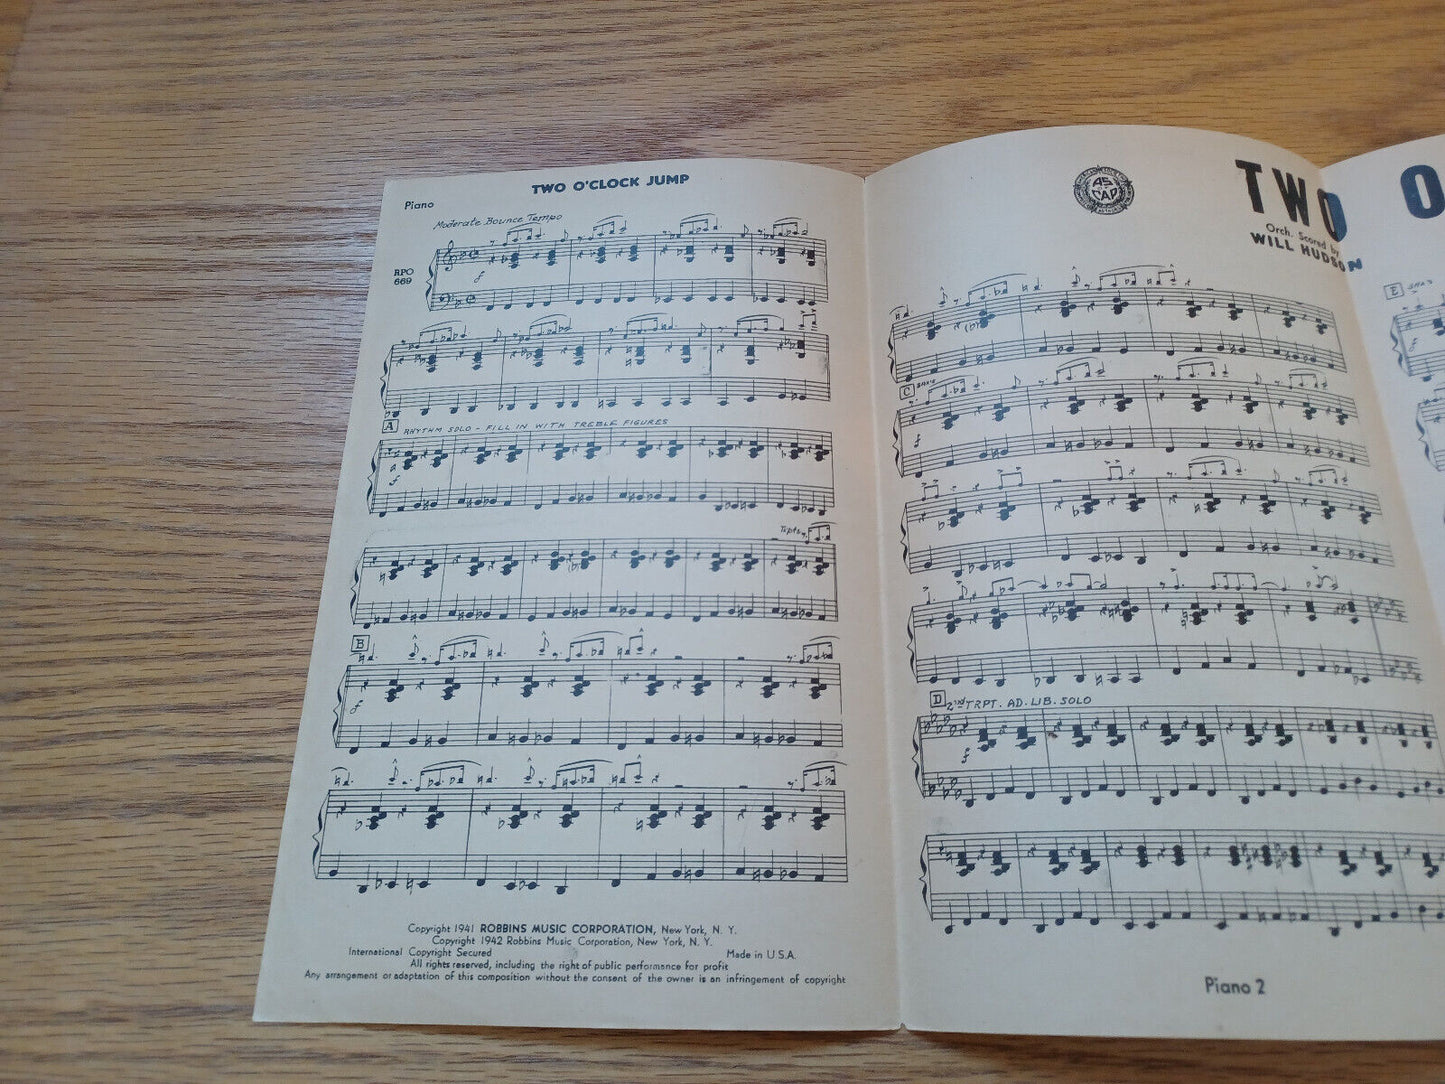 TWO O'CLOCK JUMP
Piano
Moderate Bounce Tempo
RPO
669
f
A
RHYTHM SOLO - FILL IN WITH TREBLE FIGURES
f
B
f
Copyright 1941 ROBBINS MUSIC CORPORATION, New York, N. Y.
Copyright 1942 Robbins Music Corporation, New York, N. Y.
International Copyright Secured Made in U.S.A.
All rights reserved, including the right of public performance for profit
Any arrangement or adaptation of this composition without the consent of the owner is an infringement of copyright
AS
CAP
TWO O
Orch. Scored by
WILL HUDSON
C
f
D
2nd TRPT. AD. LIB. SOLO
f
Piano 2
E
f